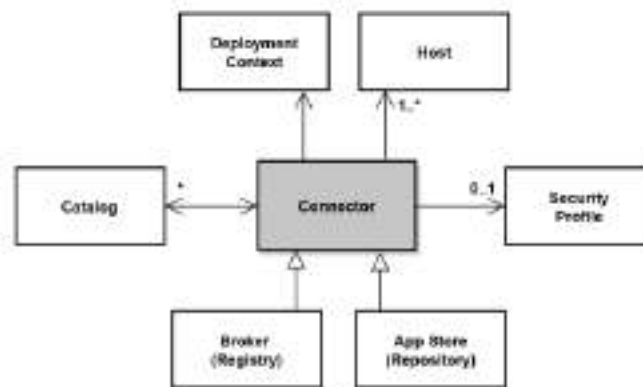 Deployment
Context
Host
1..*
*
Catalog
Connector
0..1
Security
Profile
Broker
(Registry)
App Store
(Repository)